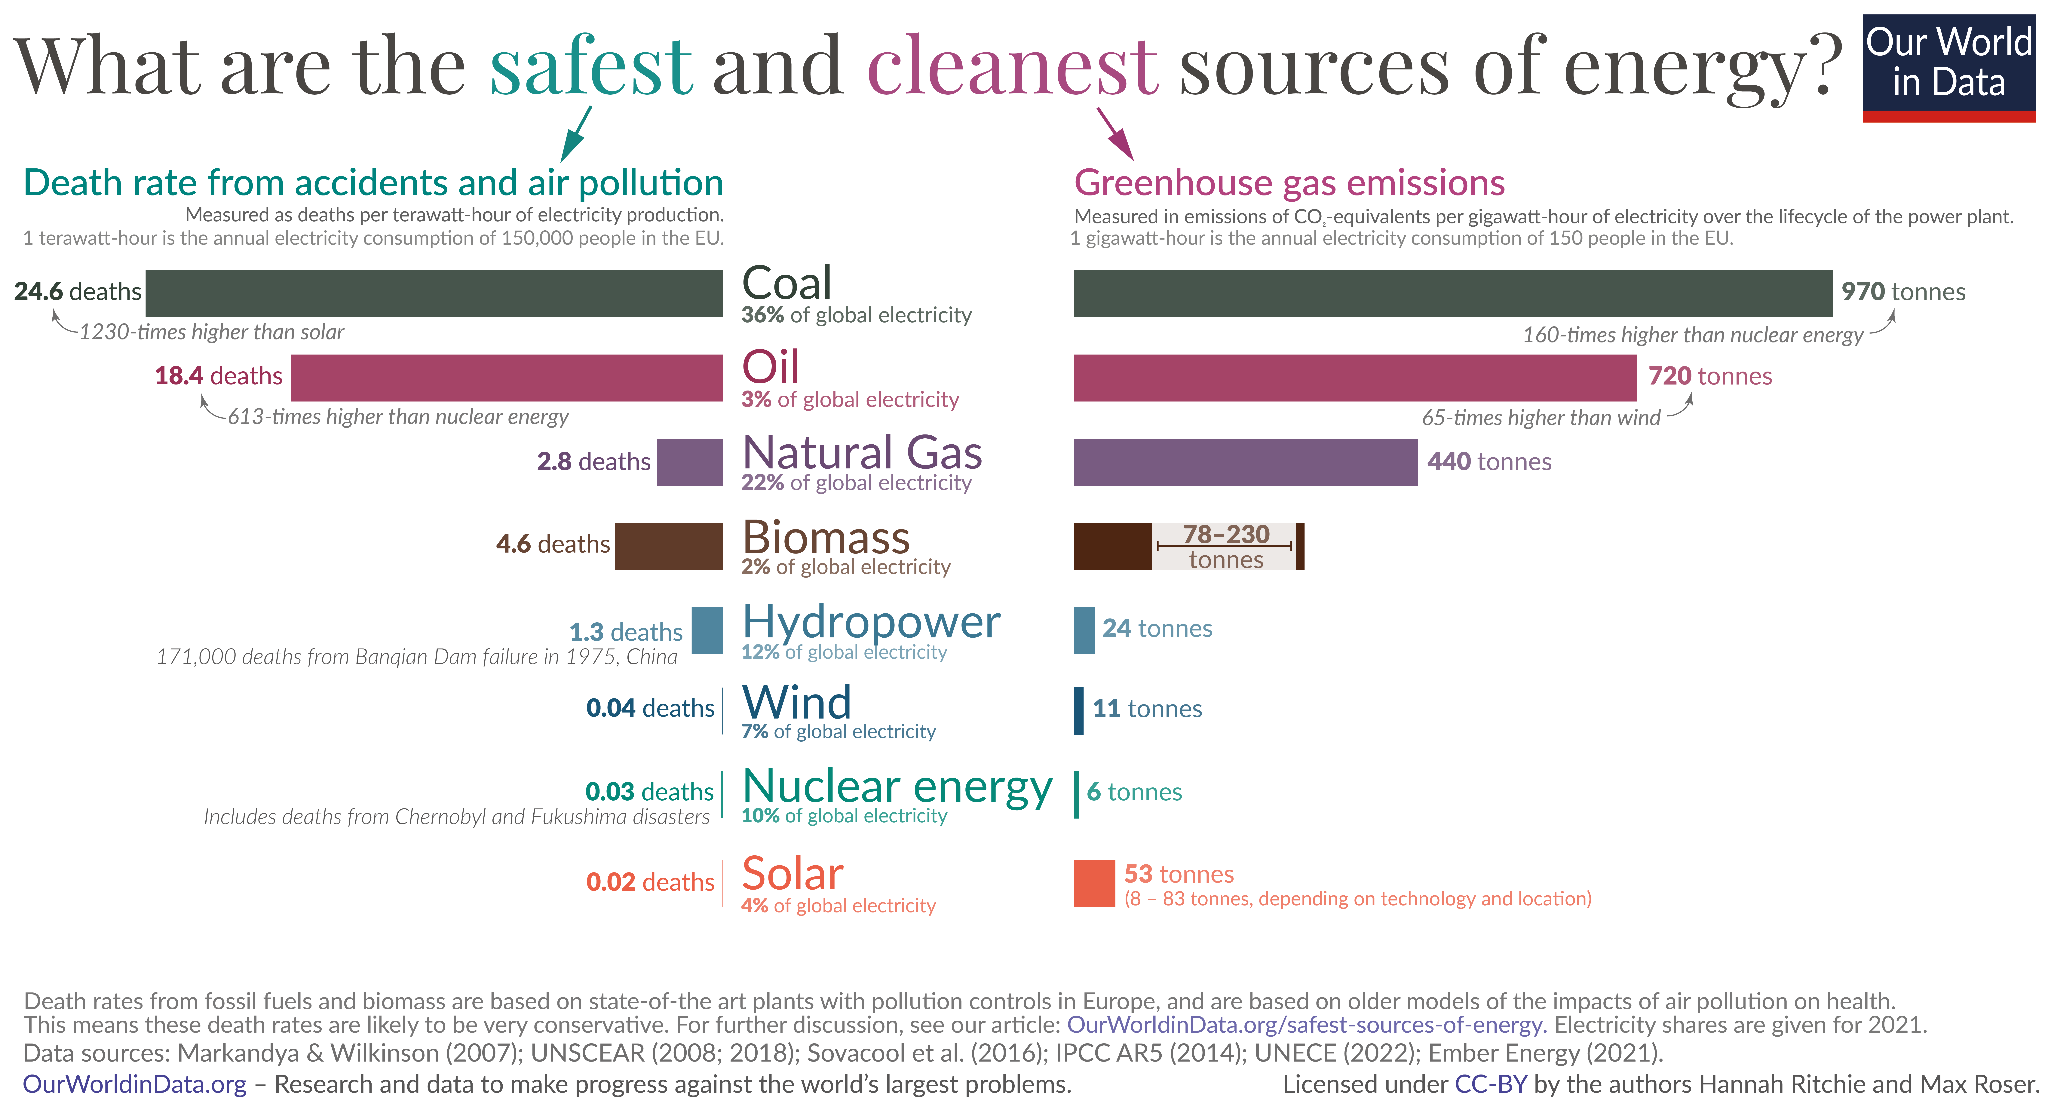 What are the safest and cleanest sources of energy?
Our World
in Data
Death rate from accidents and air pollution
Measured as deaths per terawatt-hour of electricity production.
1 terawatt-hour is the annual electricity consumption of 150,000 people in the EU.
Greenhouse gas emissions
Measured in emissions of CO₂-equivalents per gigawatt-hour of electricity over the lifecycle of the power plant.
1 gigawatt-hour is the annual electricity consumption of 150 people in the EU.
24.6 deaths
1230-times higher than solar
Coal
36% of global electricity
970 tonnes
160-times higher than nuclear energy
18.4 deaths
613-times higher than nuclear energy
Oil
3% of global electricity
720 tonnes
65-times higher than wind
2.8 deaths
Natural Gas
22% of global electricity
440 tonnes
4.6 deaths
Biomass
2% of global electricity
78–230
tonnes
1.3 deaths
171,000 deaths from Banqian Dam failure in 1975, China
Hydropower
12% of global electricity
24 tonnes
0.04 deaths
Wind
7% of global electricity
11 tonnes
0.03 deaths
Includes deaths from Chernobyl and Fukushima disasters
Nuclear energy
10% of global electricity
6 tonnes
0.02 deaths
Solar
4% of global electricity
53 tonnes
(8 – 83 tonnes, depending on technology and location)
Death rates from fossil fuels and biomass are based on state-of-the art plants with pollution controls in Europe, and are based on older models of the impacts of air pollution on health.
This means these death rates are likely to be very conservative. For further discussion, see our article: OurWorldinData.org/safest-sources-of-energy. Electricity shares are given for 2021.
Data sources: Markandya & Wilkinson (2007); UNSCEAR (2008; 2018); Sovacool et al. (2016); IPCC AR5 (2014); UNECE (2022); Ember Energy (2021).
OurWorldinData.org – Research and data to make progress against the world's largest problems.
Licensed under CC-BY by the authors Hannah Ritchie and Max Roser.